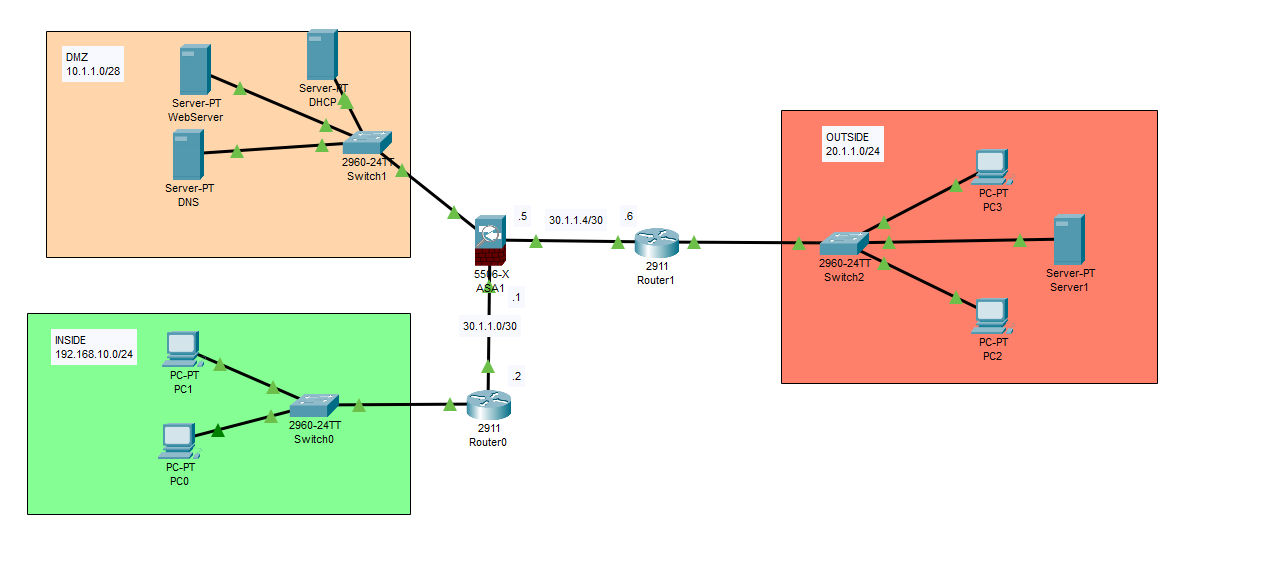 DMZ
10.1.1.0/28
Server-PT
WebServer
Server-PT
DHCP
Server-PT
DNS
2960-24TT
Switch1
INSIDE
192.168.10.0/24
PC-PT
PC1
PC-PT
PC0
2960-24TT
Switch0
5506-X
ASA1
.5
30.1.1.4/30
.6
.1
30.1.1.0/30
.2
2911
Router0
2911
Router1
OUTSIDE
20.1.1.0/24
2960-24TT
Switch2
PC-PT
PC3
Server-PT
Server1
PC-PT
PC2